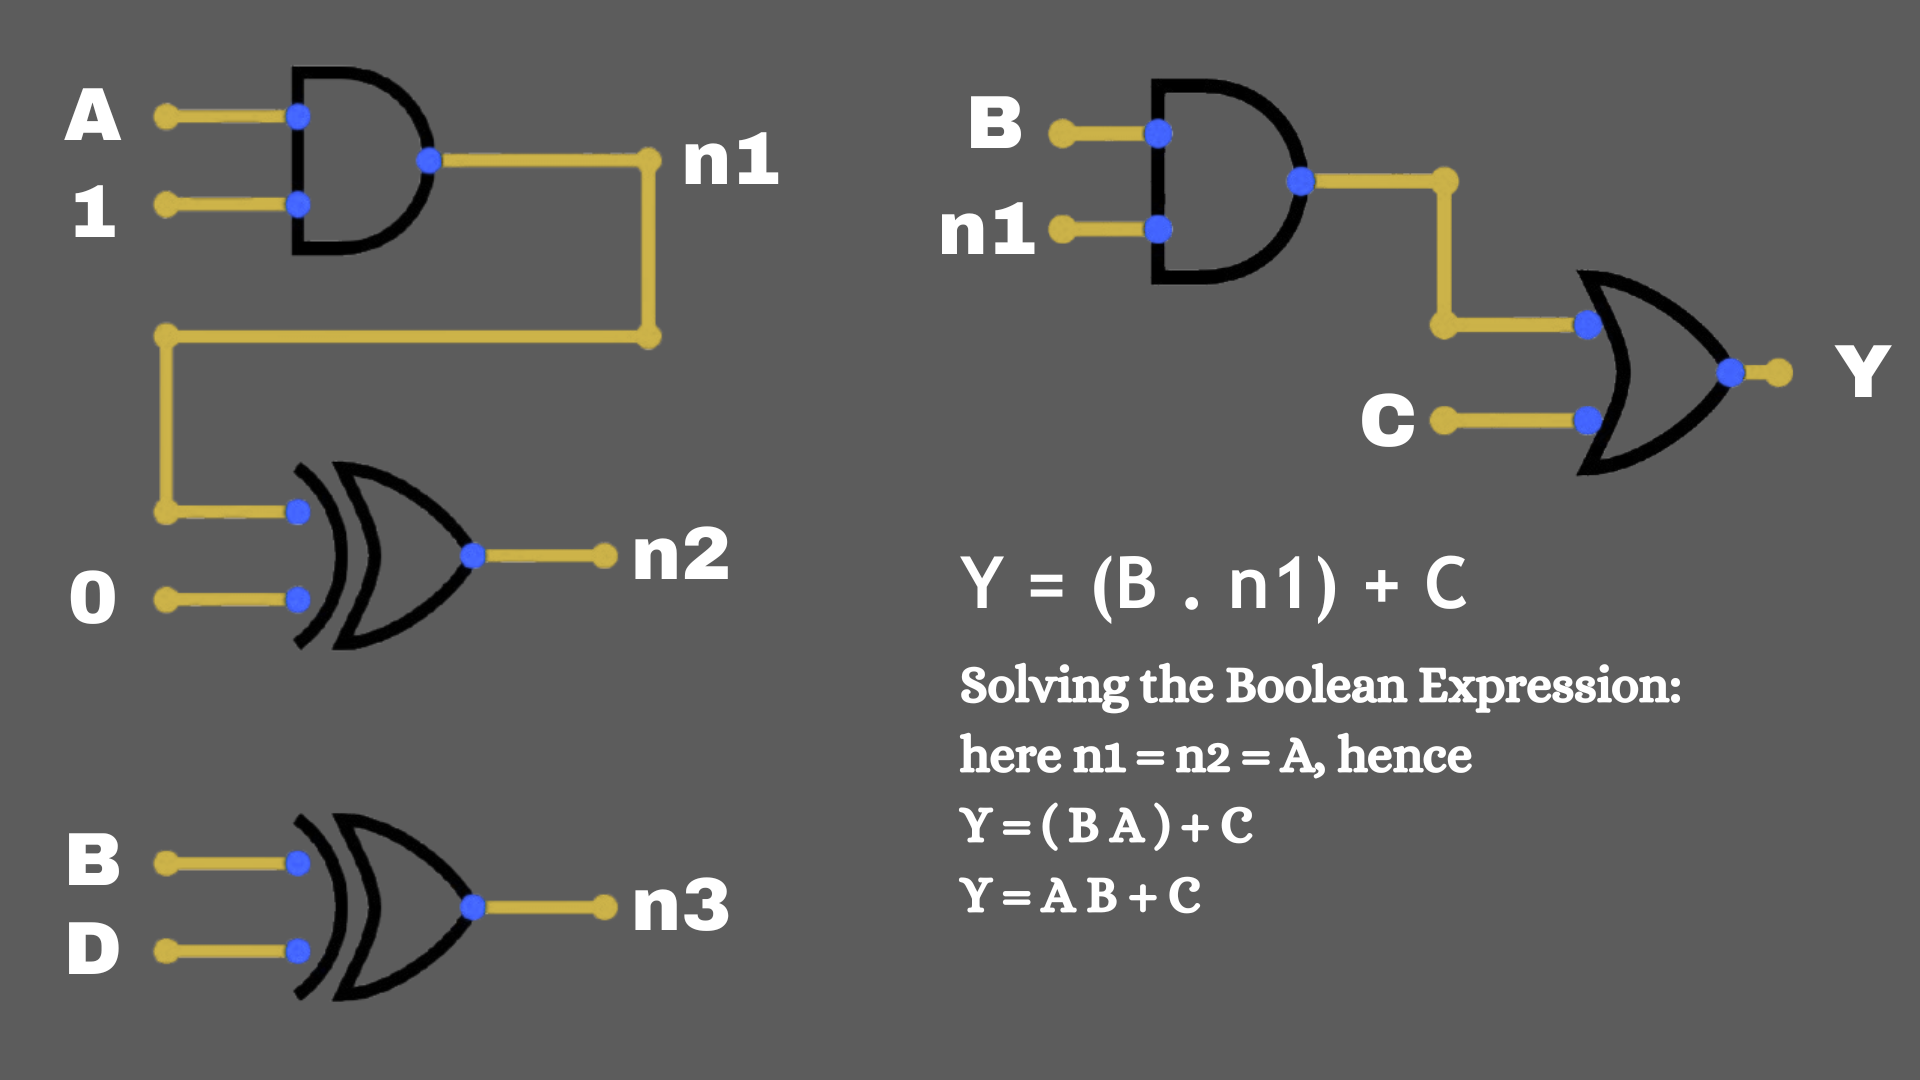 A
1
n1
0
n2
B
D
n3
B
n1
C
Y
Y = (B . n1) + C
Solving the Boolean Expression:
here n1 = n2 = A, hence
Y = ( B A ) + C
Y = A B + C